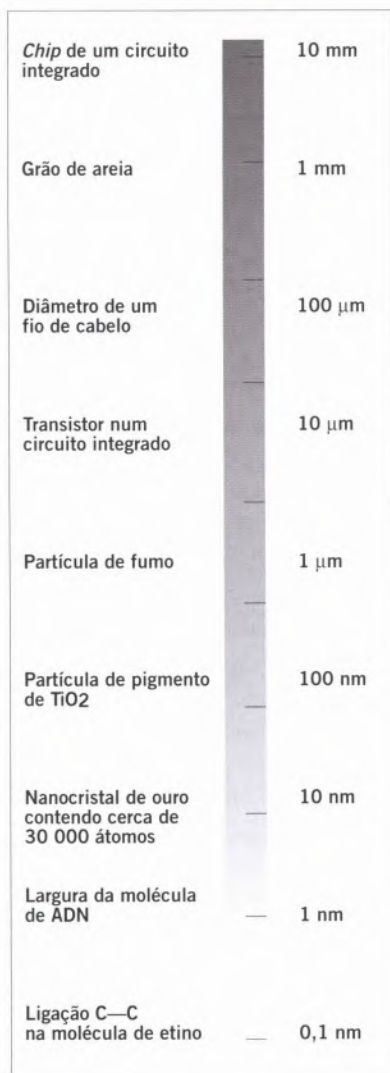 Chip de um circuito
integrado
10 mm
Grão de areia
1 mm
Diâmetro de um
fio de cabelo
100 μm
Transistor num
circuito integrado
10 μm
Partícula de fumo
1 μm
Partícula de pigmento
de TiO2
100 nm
Nanocristal de ouro
contendo cerca de
30 000 átomos
10 nm
Largura da molécula
de ADN
1 nm
Ligação C—C
na molécula de etino
0,1 nm